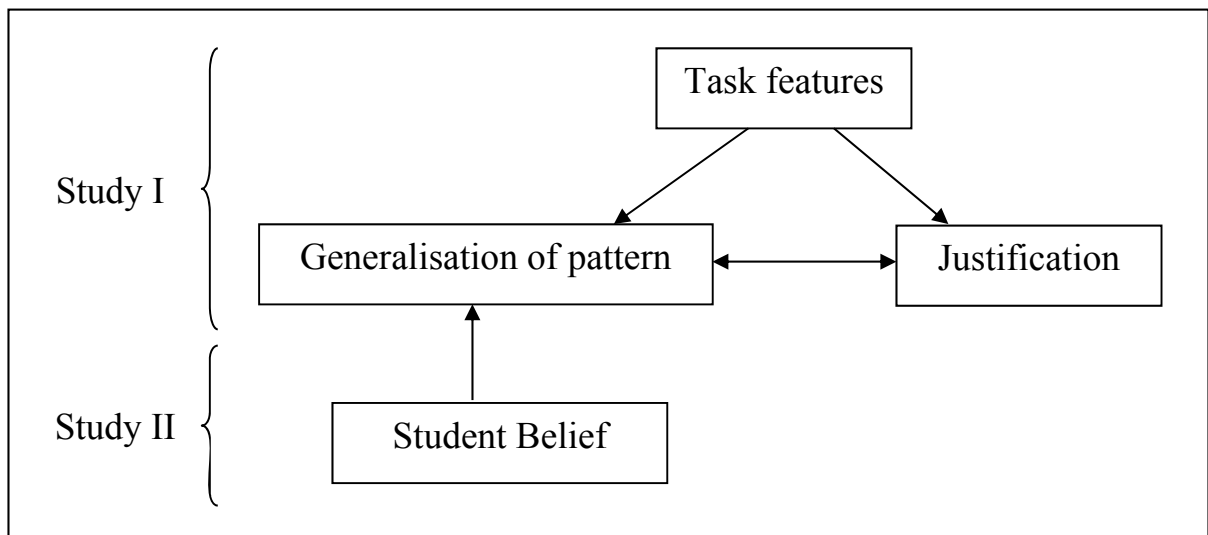 Task features
Study I
Generalisation of pattern
Justification
Study II
Student Belief